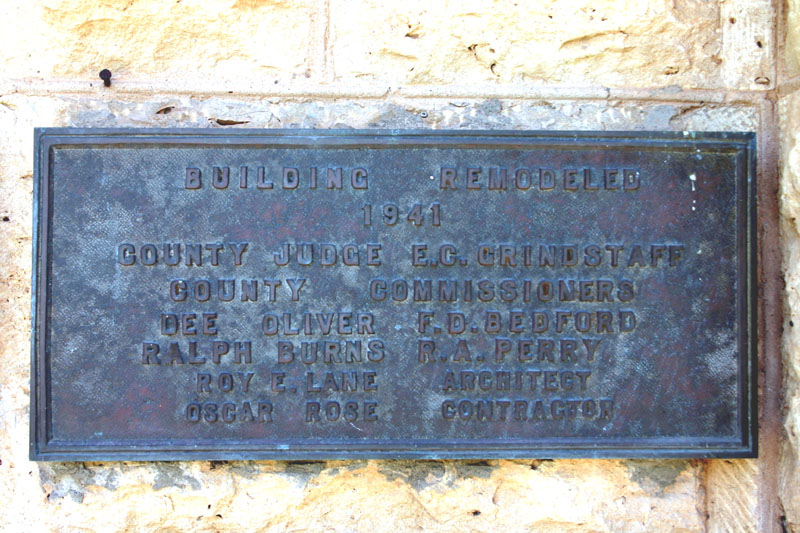 BUILDING REMODELED
1941
COUNTY JUDGE E.C. GRINDSTAFF
COUNTY COMMISSIONERS
DEE OLIVER F.D. BEDFORD
RALPH BURNS R.A. PERRY
ROY E. LANE ARCHITECT
OSCAR ROSE CONTRACTOR